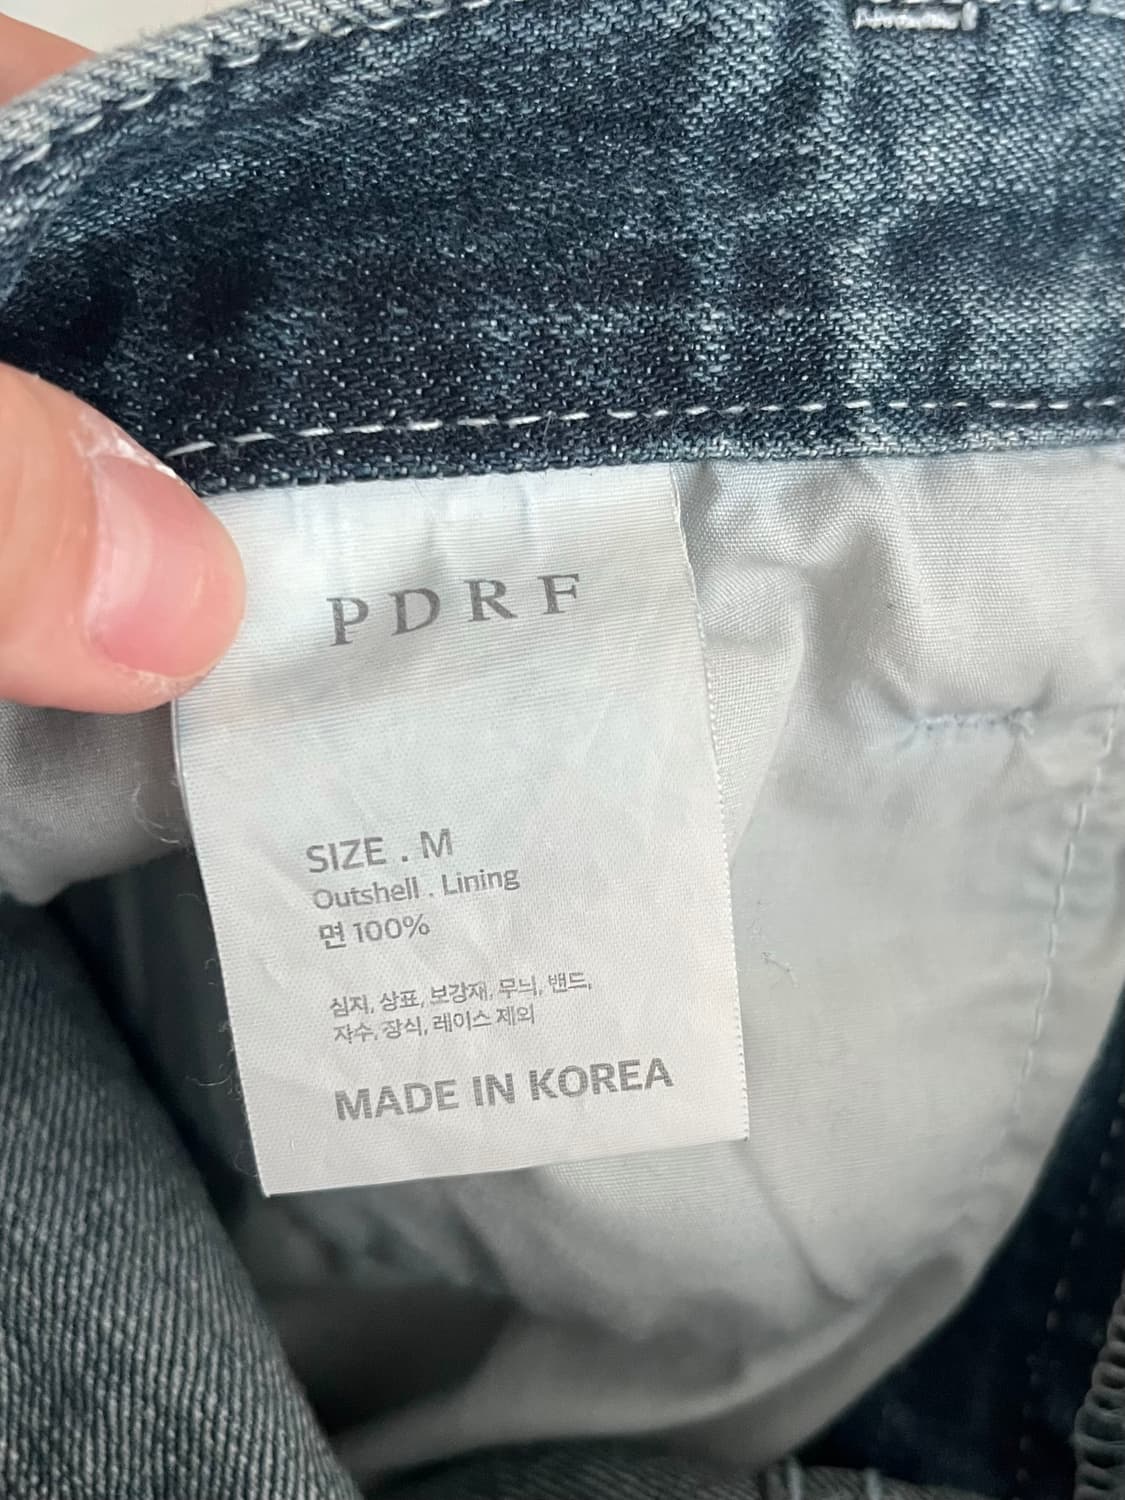 PDRF
SIZE . M
Outshell . Lining
면 100%
심지, 상표, 보강재, 무늬, 밴드,
자수, 장식, 레이스 제외
MADE IN KOREA